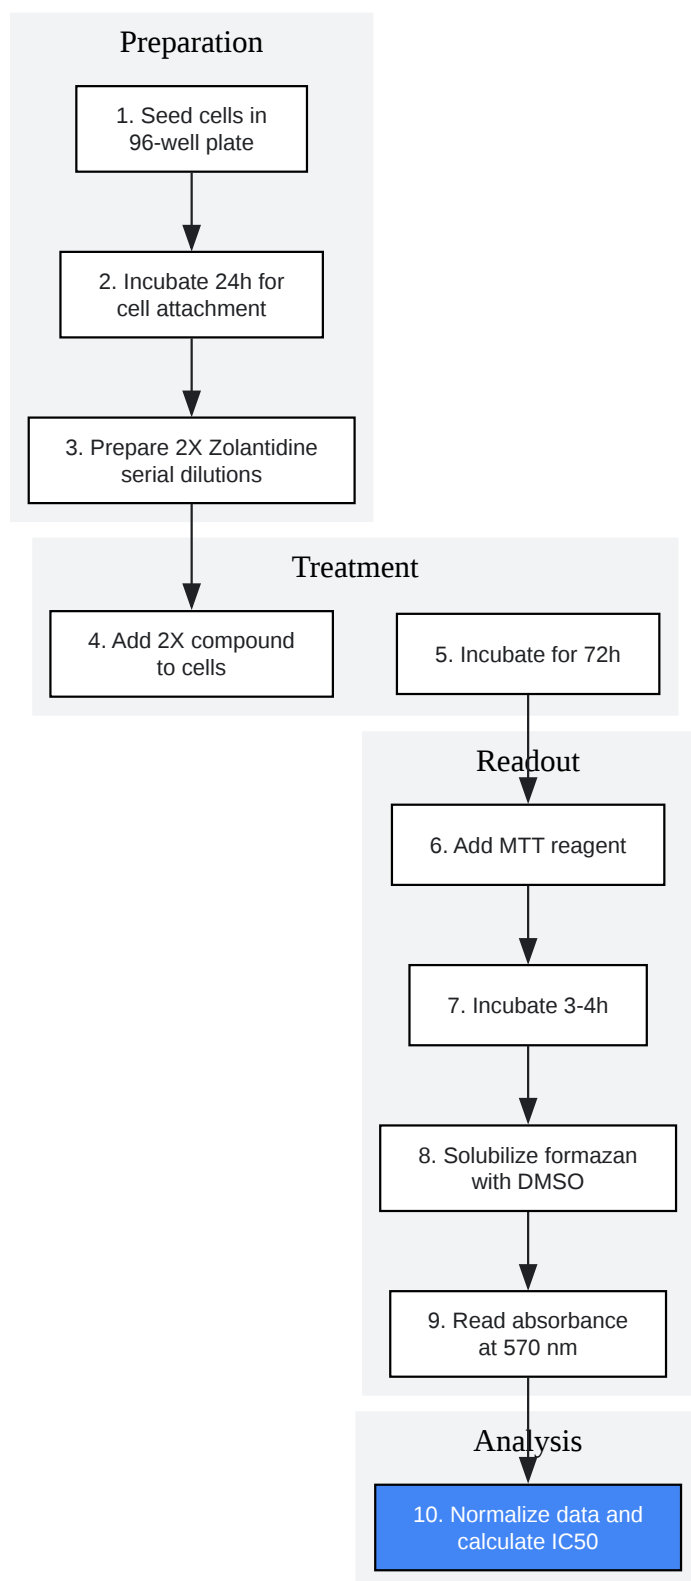 Preparation
1. Seed cells in
96-well plate
2. Incubate 24h for
cell attachment
3. Prepare 2X Zolantidine
serial dilutions
Treatment
4. Add 2X compound
to cells
5. Incubate for 72h
Readout
6. Add MTT reagent
7. Incubate 3-4h
8. Solubilize formazan
with DMSO
9. Read absorbance
at 570 nm
Analysis
10. Normalize data and
calculate IC50